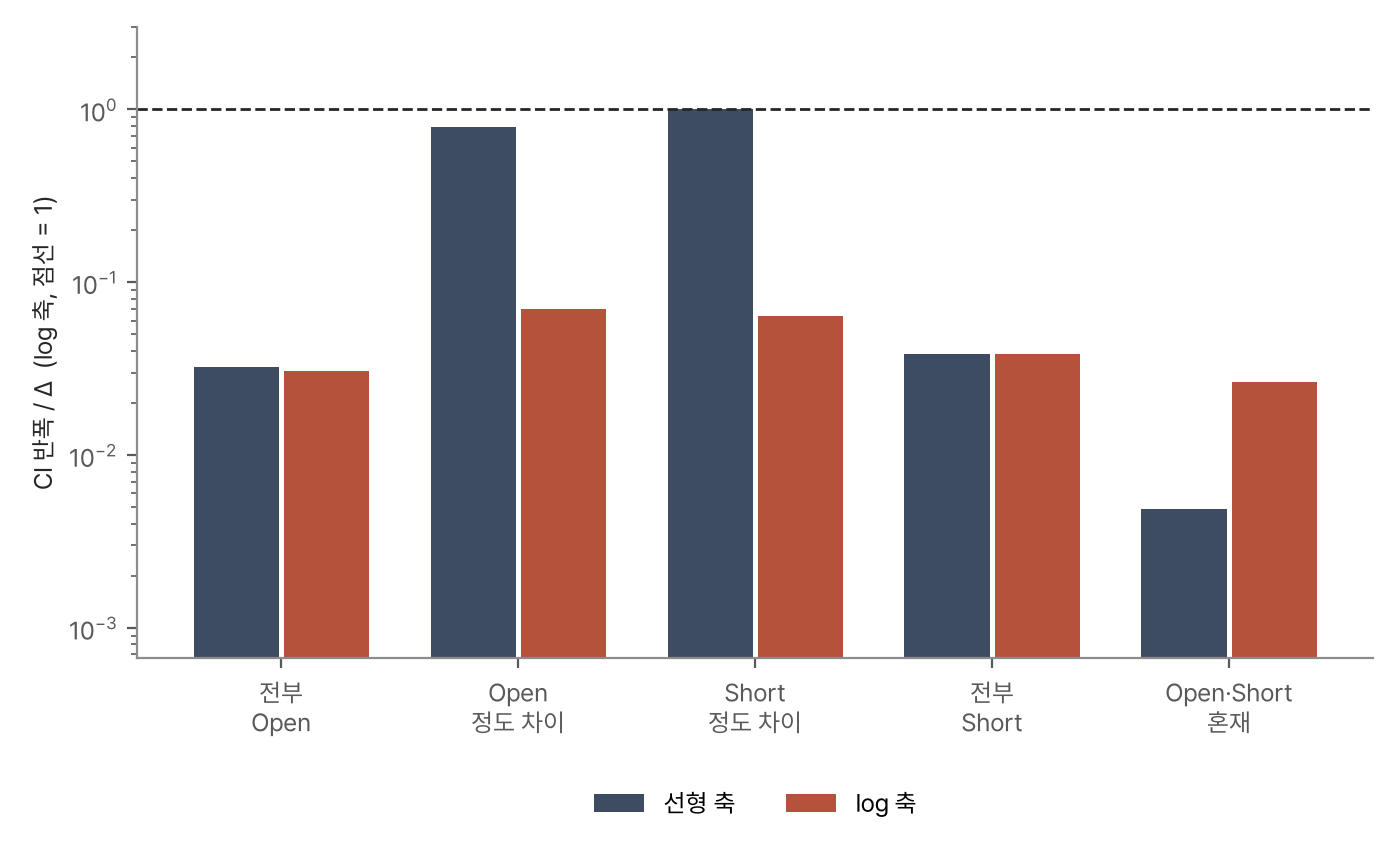 CI 반폭 / Δ  (log 축, 점선 = 1)
10⁰
10⁻¹
10⁻²
10⁻³
전부
Open
Open
정도 차이
Short
정도 차이
전부
Short
Open·Short
혼재
선형 축
log 축